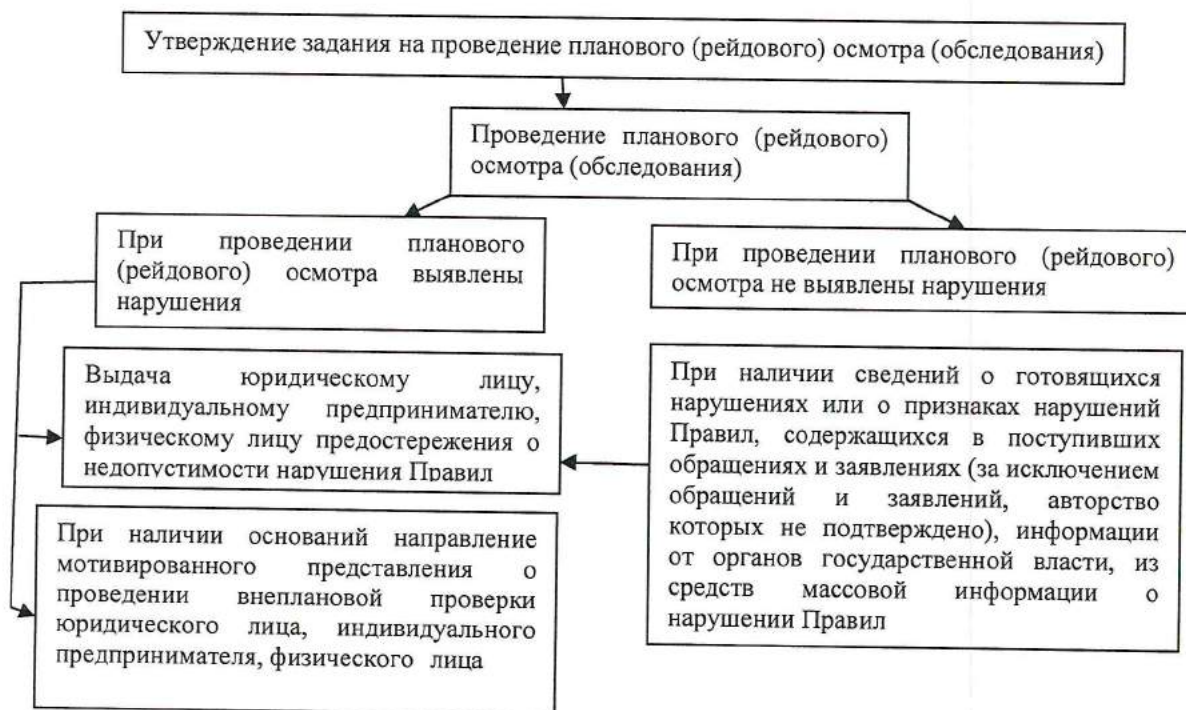 Утверждение задания на проведение планового (рейдового) осмотра (обследования)
Проведение планового (рейдового)
осмотра (обследования)
При проведении планового
(рейдового) осмотра выявлены
нарушения
При проведении планового (рейдового)
осмотра не выявлены нарушения
Выдача юридическому лицу,
индивидуальному предпринимателю,
физическому лицу предостережения о
недопустимости нарушения Правил
При наличии сведений о готовящихся
нарушениях или о признаках нарушений
Правил, содержащихся в поступивших
обращениях и заявлениях (за исключением
обращений и заявлений, авторство
которых не подтверждено), информации
от органов государственной власти, из
средств массовой информации о
нарушении Правил
При наличии оснований направление
мотивированного представления о
проведении внеплановой проверки
юридического лица, индивидуального
предпринимателя, физического лица